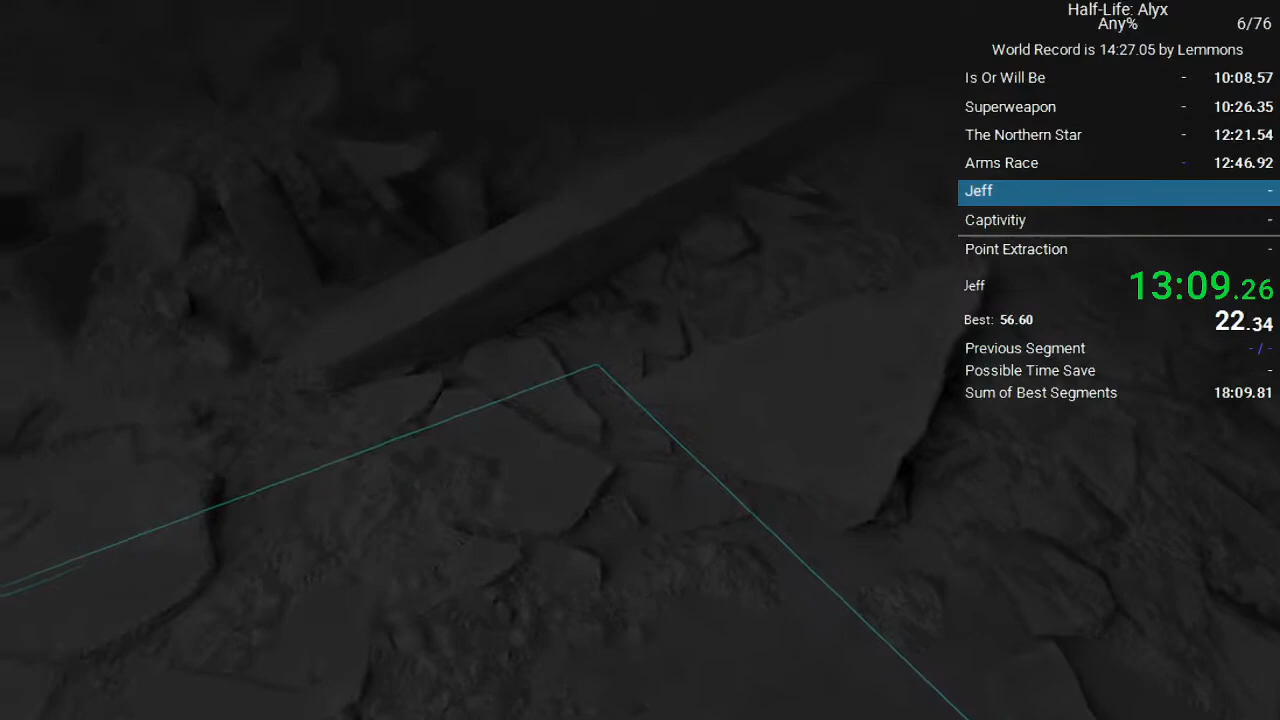 Half-Life: Alyx
Any%
6/76
World Record is 14:27.05 by Lemmons
Is Or Will Be - 10:08.57
Superweapon - 10:26.35
The Northern Star - 12:21.54
Arms Race - 12:46.92
Jeff -
Captivitiy -
Point Extraction -
Jeff 13:09.26
Best: 56.60 22.34
Previous Segment - / -
Possible Time Save -
Sum of Best Segments 18:09.81